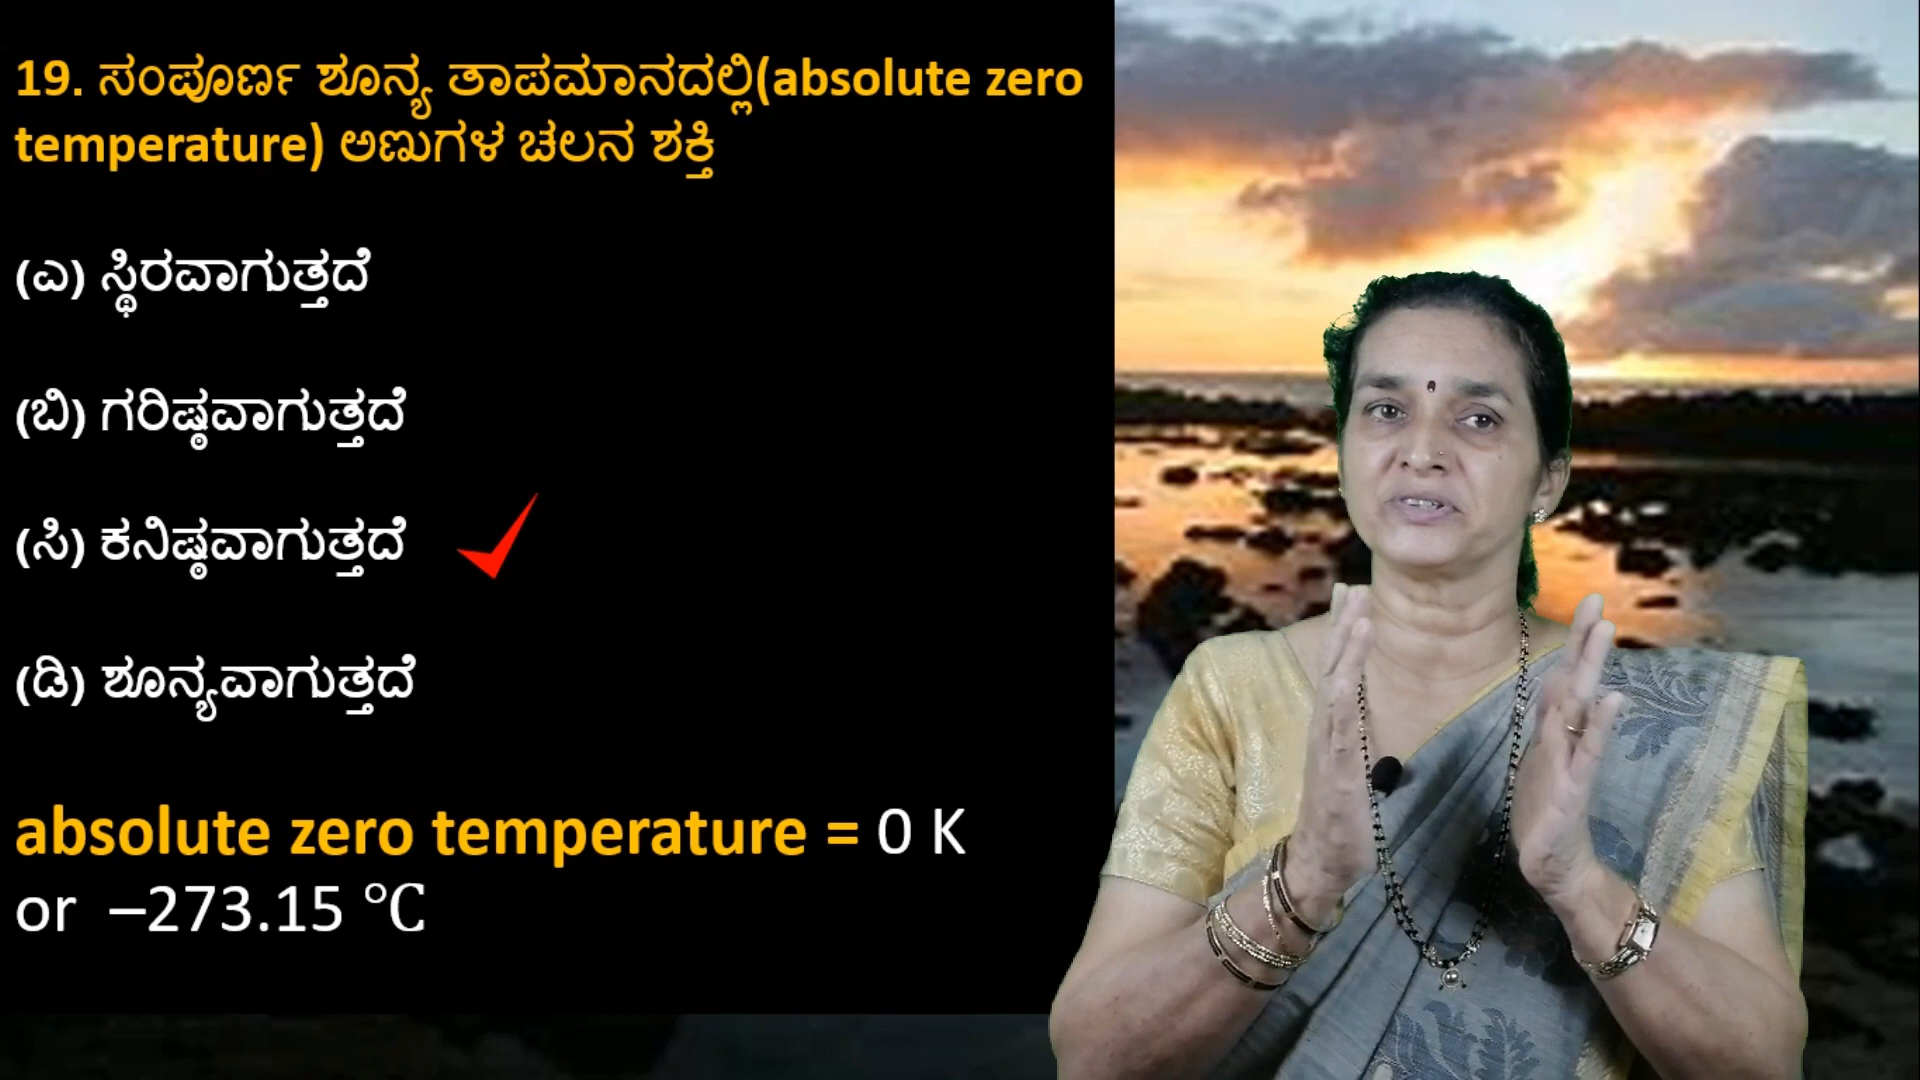 19. ಸಂಪೂರ್ಣ ಶೂನ್ಯ ತಾಪಮಾನದಲ್ಲಿ(absolute zero
temperature) ಅಣುಗಳ ಚಲನ ಶಕ್ತಿ
(ಎ) ಸ್ಥಿರವಾಗುತ್ತದೆ
(ಬಿ) ಗರಿಷ್ಠವಾಗುತ್ತದೆ
(ಸಿ) ಕನಿಷ್ಠವಾಗುತ್ತದೆ
(ಡಿ) ಶೂನ್ಯವಾಗುತ್ತದೆ
absolute zero temperature = 0 K
or –273.15 °C